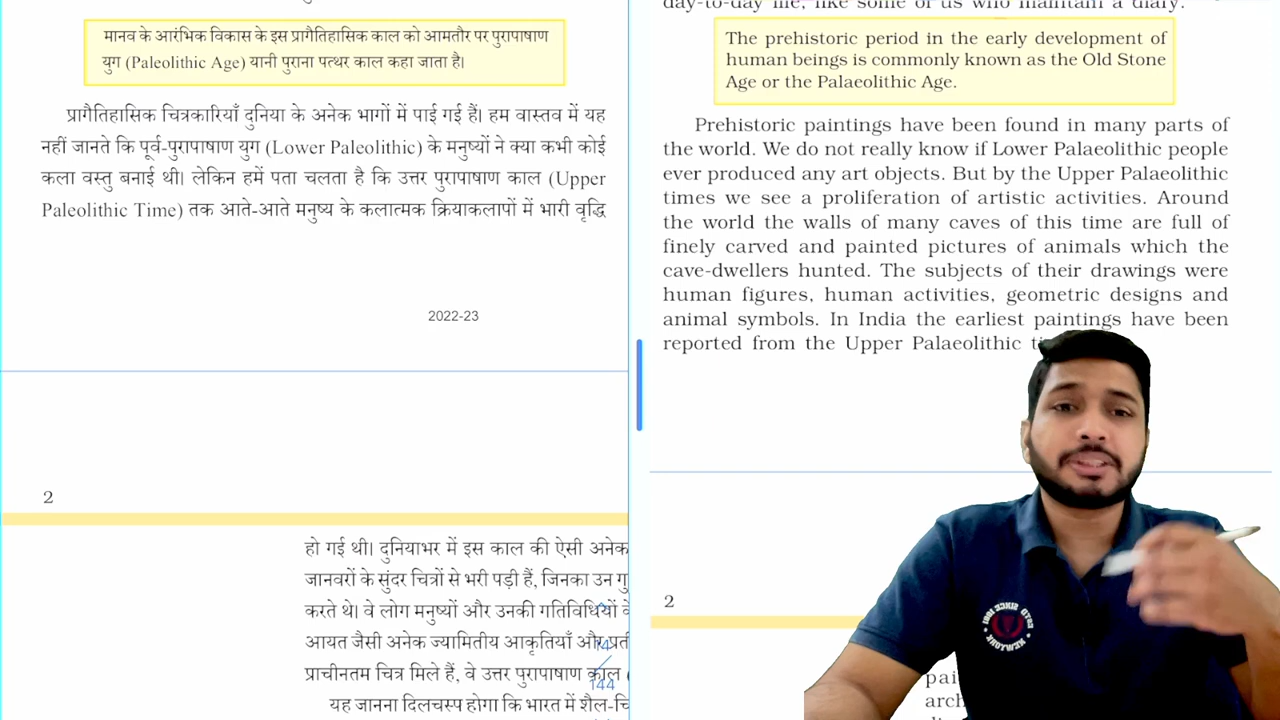 मानव के आरंभिक विकास के इस प्रागैतिहासिक काल को आमतौर पर पुरापाषाण
युग (Paleolithic Age) यानी पुराना पत्थर काल कहा जाता है।
प्रागैतिहासिक चित्रकारियाँ दुनिया के अनेक भागों में पाई गई हैं। हम वास्तव में यह
नहीं जानते कि पूर्व-पुरापाषाण युग (Lower Paleolithic) के मनुष्यों ने क्या कभी कोई
कला वस्तु बनाई थी। लेकिन हमें पता चलता है कि उत्तर पुरापाषाण काल (Upper
Paleolithic Time) तक आते-आते मनुष्य के कलात्मक क्रियाकलापों में भारी वृद्धि
2022-23
2
हो गई थी। दुनियाभर में इस काल की ऐसी अनेक
जानवरों के सुंदर चित्रों से भरी पड़ी हैं, जिनका उन
करते थे। वे लोग मनुष्यों और उनकी गतिविधियों
आयत जैसी अनेक ज्यामितीय आकृतियाँ और
प्राचीनतम चित्र मिले हैं, वे उत्तर पुरापाषाण काल
यह जानना दिलचस्प होगा कि भारत में
144
day-to-day life, like some of us who maintain a diary.
The prehistoric period in the early development of
human beings is commonly known as the Old Stone
Age or the Palaeolithic Age.
Prehistoric paintings have been found in many parts of
the world. We do not really know if Lower Palaeolithic people
ever produced any art objects. But by the Upper Palaeolithic
times we see a proliferation of artistic activities. Around
the world the walls of many caves of this time are full of
finely carved and painted pictures of animals which the
cave-dwellers hunted. The subjects of their drawings were
human figures, human activities, geometric designs and
animal symbols. In India the earliest paintings have been
reported from the Upper Palaeolithic
2